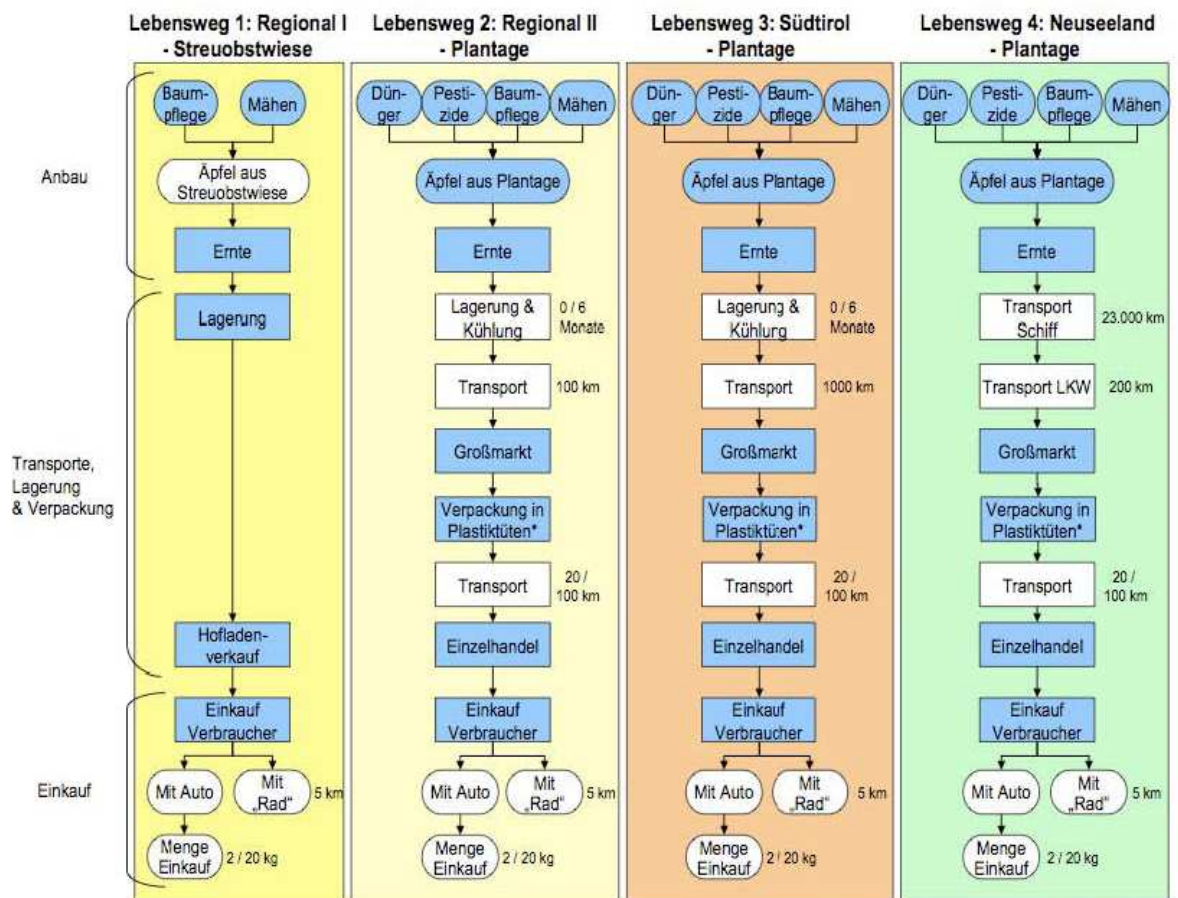 Lebensweg 1: Regional I
- Streuobstwiese
Lebensweg 2: Regional II
- Plantage
Lebensweg 3: Südtirol
- Plantage
Lebensweg 4: Neuseeland
- Plantage
Anbau
Transporte,
Lagerung
& Verpackung
Einkauf
Baum-
pflege
Mähen
Äpfel aus
Streuobstwiese
Ernte
Lagerung
Hofladen-
verkauf
Einkauf
Verbraucher
Mit Auto
Mit
„Rad“
5 km
Menge
Einkauf
2 / 20 kg
Dün-
ger
Pesti-
zide
Baum-
pflege
Mähen
Äpfel aus Plantage
Ernte
Lagerung &
Kühlung
0 / 6
Monate
Transport
100 km
Großmarkt
Verpackung in
Plastiktüten*
Transport
20 /
100 km
Einzelhandel
Einkauf
Verbraucher
Mit Auto
Mit
„Rad“
5 km
Menge
Einkauf
2 / 20 kg
Dün-
ger
Pesti-
zide
Baum-
pflege
Mähen
Äpfel aus Plantage
Ernte
Lagerung &
Kühlung
0 / 6
Monate
Transport
1000 km
Großmarkt
Verpackung in
Plastiktüten*
Transport
20 /
100 km
Einzelhandel
Einkauf
Verbraucher
Mit Auto
Mit
„Rad“
5 km
Menge
Einkauf
2 / 20 kg
Dün-
ger
Pesti-
zide
Baum-
pflege
Mähen
Äpfel aus Plantage
Ernte
Transport
Schiff
23.000 km
Transport LKW
200 km
Großmarkt
Verpackung in
Plastiktüten*
Transport
20 /
100 km
Einzelhandel
Einkauf
Verbraucher
Mit Auto
Mit
„Rad“
5 km
Menge
Einkauf
2 / 20 kg